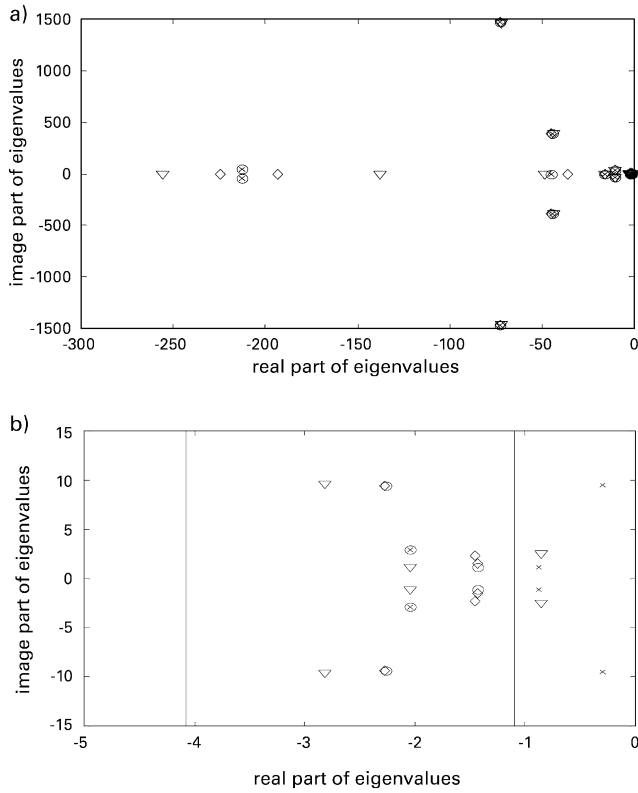 a)
1500
1000
500
0
-500
-1000
-1500
image part of eigenvalues
-300 -250 -200 -150 -100 -50 0
real part of eigenvalues
b)
15
10
5
0
-5
-10
-15
image part of eigenvalues
-5 -4 -3 -2 -1 0
real part of eigenvalues